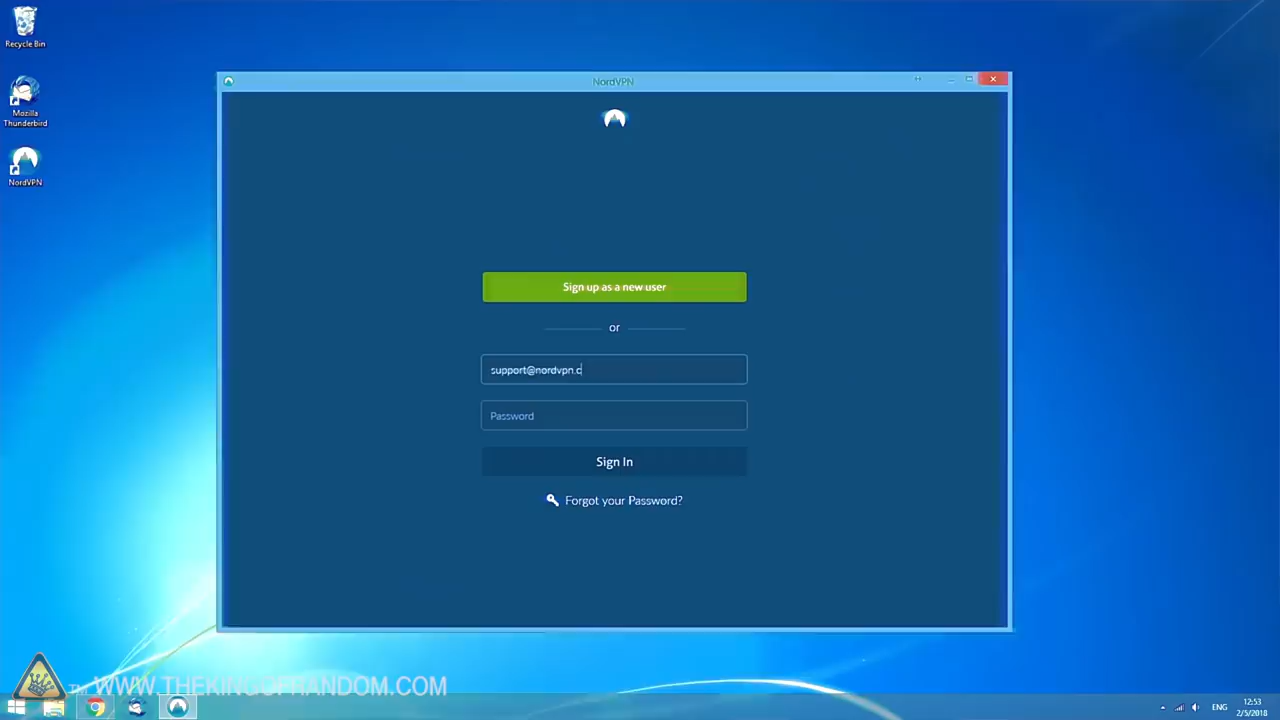 Recycle Bin
Mozilla
Thunderbird
NordVPN
NordVPN
Sign up as a new user
or
support@nordvpn.c
Password
Sign In
Forgot your Password?
WWW.THEKINGOFRANDOM.COM
ENG
12:53
2/5/2018